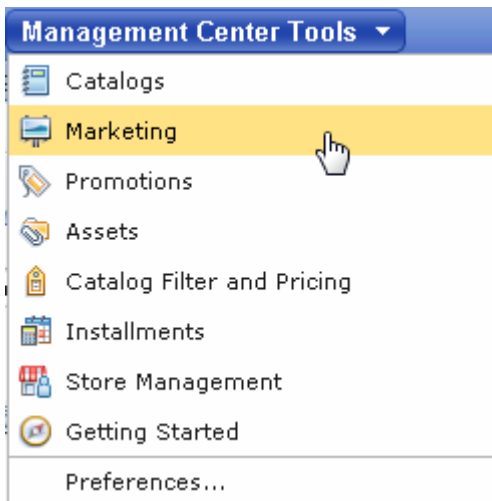 Management Center Tools
Catalogs
Marketing
Promotions
Assets
Catalog Filter and Pricing
Installments
Store Management
Getting Started
Preferences...